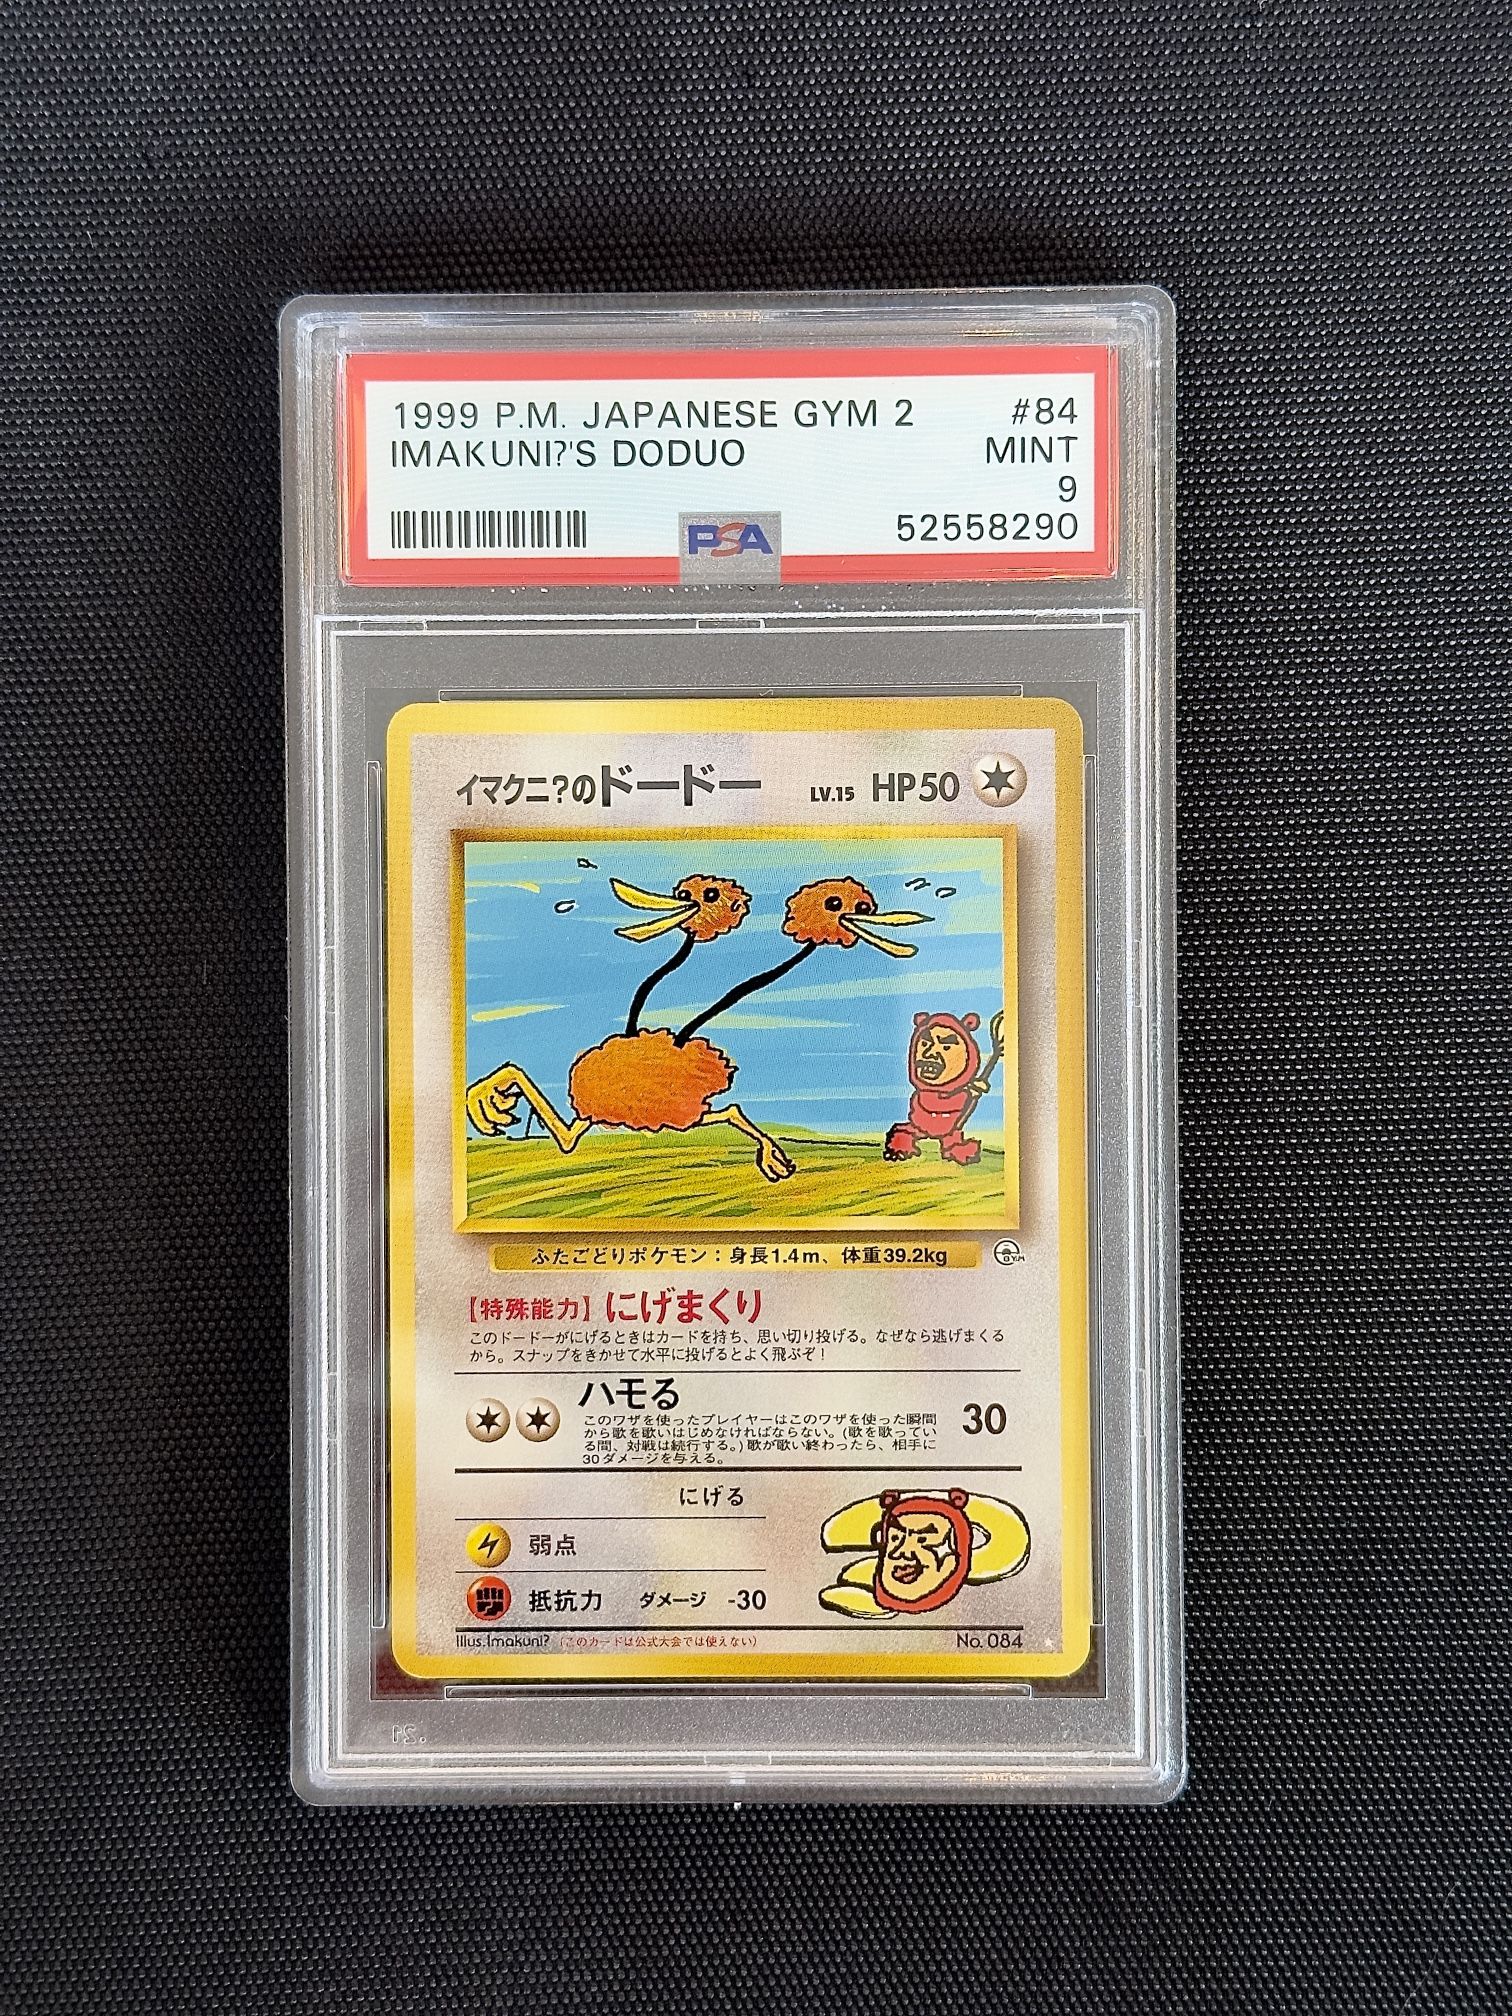 1999 P.M. JAPANESE GYM 2 #84
IMAKUNI?'S DODUO MINT
9
PSA 52558290
イマクニ?のドードー LV.15 HP50
ふたごどりポケモン：身長1.4m、体重39.2kg
GYM
【特殊能力】にげまくり
このドードーがにげるときはカードを持ち、思い切り投げる。なぜなら逃げまくる
から。スナップをきかせて水平に投げるとよく飛ぶぞ！
ハモる 30
このワザを使ったプレイヤーはこのワザを使った瞬間
から歌を歌いはじめなければならない。(歌を歌ってい
る間、対戦は続行する。)歌が歌い終わったら、相手に
30ダメージを与える。
にげる
弱点
抵抗力 ダメージ -30
Illus.Imakuni? (このカードは公式大会では使えない) No. 084